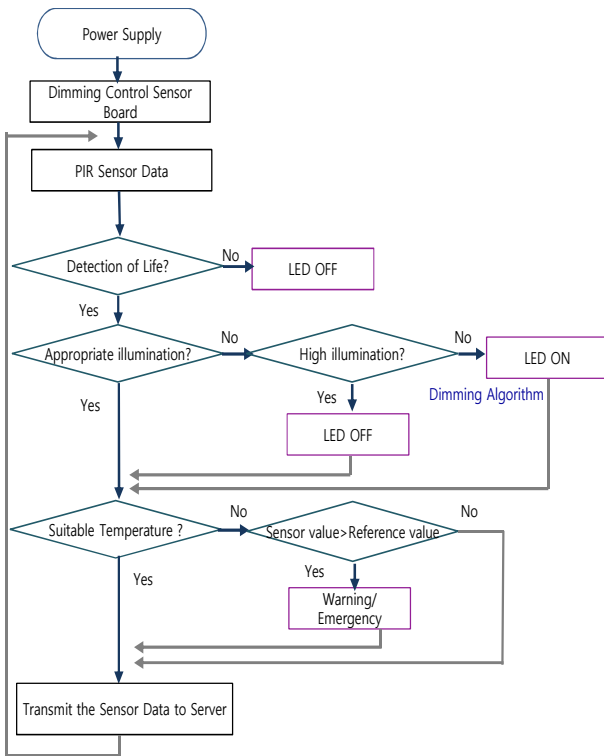 Power Supply
Dimming Control Sensor
Board
PIR Sensor Data
Detection of Life?
No
LED OFF
Yes
Appropriate illumination?
No
High illumination?
No
LED ON
Dimming Algorithm
Yes
Yes
LED OFF
Suitable Temperature ?
No
Sensor value>Reference value
No
Yes
Yes
Warning/
Emergency
Transmit the Sensor Data to Server